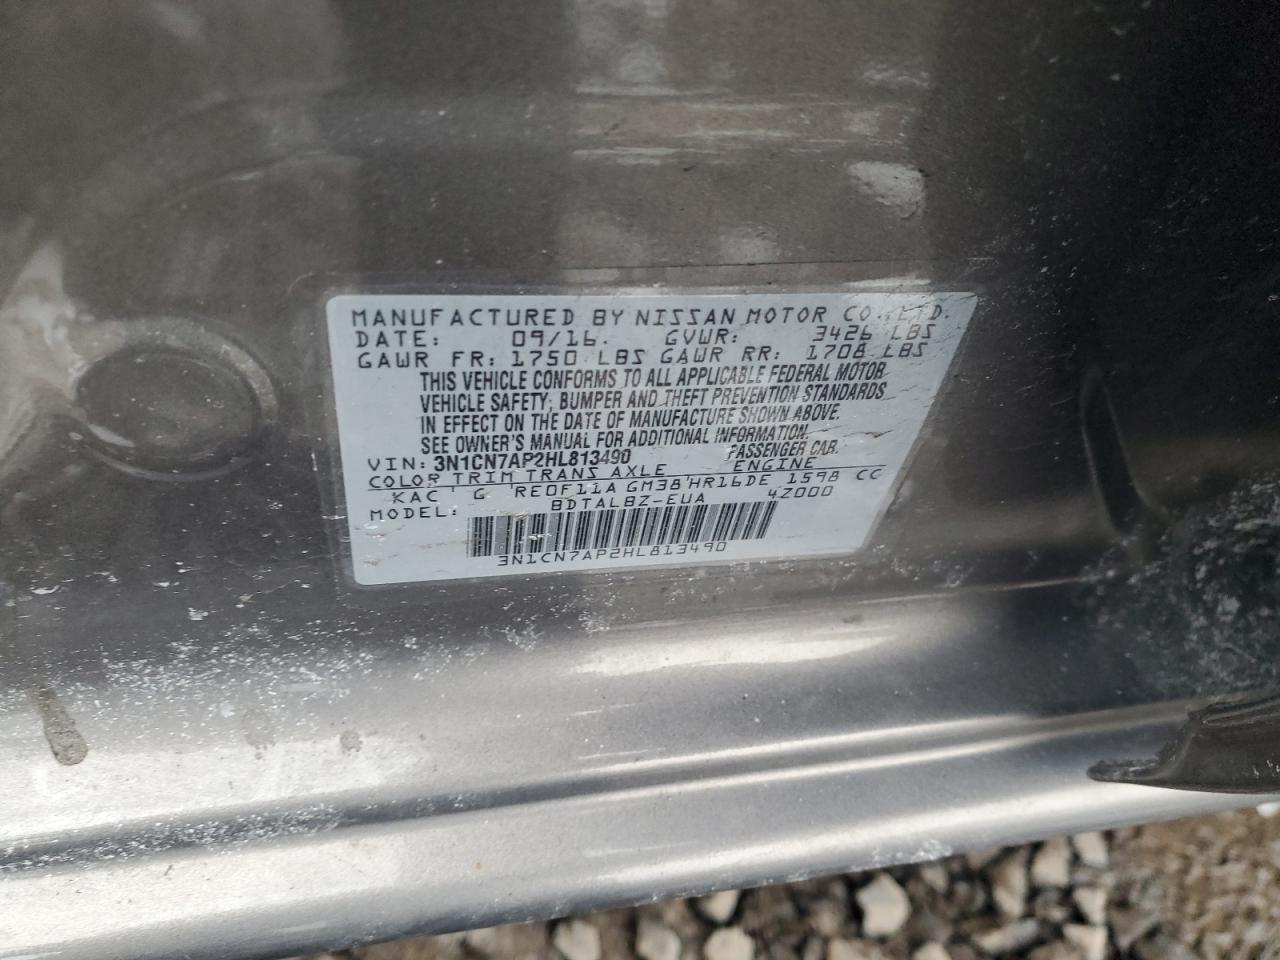 MANUFACTURED BY NISSAN MOTOR CO.,LTD.
DATE: 09/16. GVWR: 3426 LBS
GAWR FR: 1750 LBS GAWR RR: 1708 LBS
THIS VEHICLE CONFORMS TO ALL APPLICABLE FEDERAL MOTOR
VEHICLE SAFETY, BUMPER AND THEFT PREVENTION STANDARDS
IN EFFECT ON THE DATE OF MANUFACTURE SHOWN ABOVE.
SEE OWNER'S MANUAL FOR ADDITIONAL INFORMATION.
VIN: 3N1CN7AP2HL813490 PASSENGER CAR.
COLOR TRIM TRANS AXLE ENGINE
KAC G RE0F11A GM38 HR16DE 1598 CC
MODEL: BDTALBZ-EUA 4Z000
3N1CN7AP2HL813490